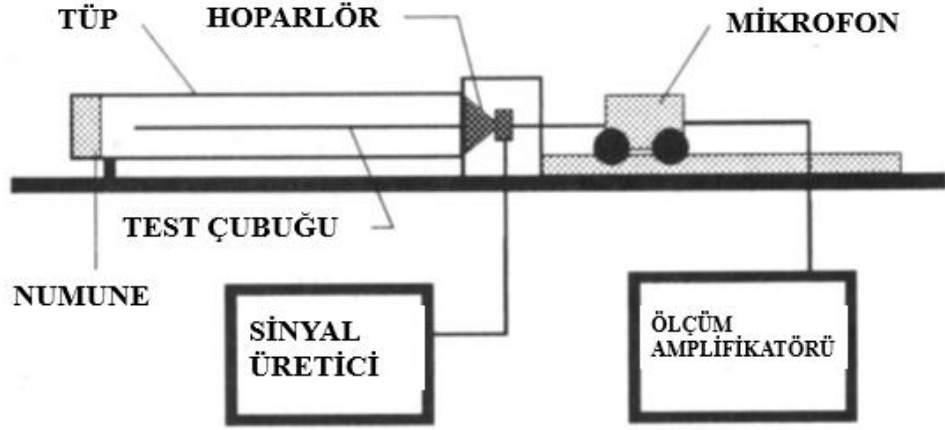 TÜP
HOPARLÖR
MİKROFON
TEST ÇUBUĞU
NUMUNE
SİNYAL
ÜRETİCİ
ÖLÇÜM
AMPLİFİKATÖRÜ